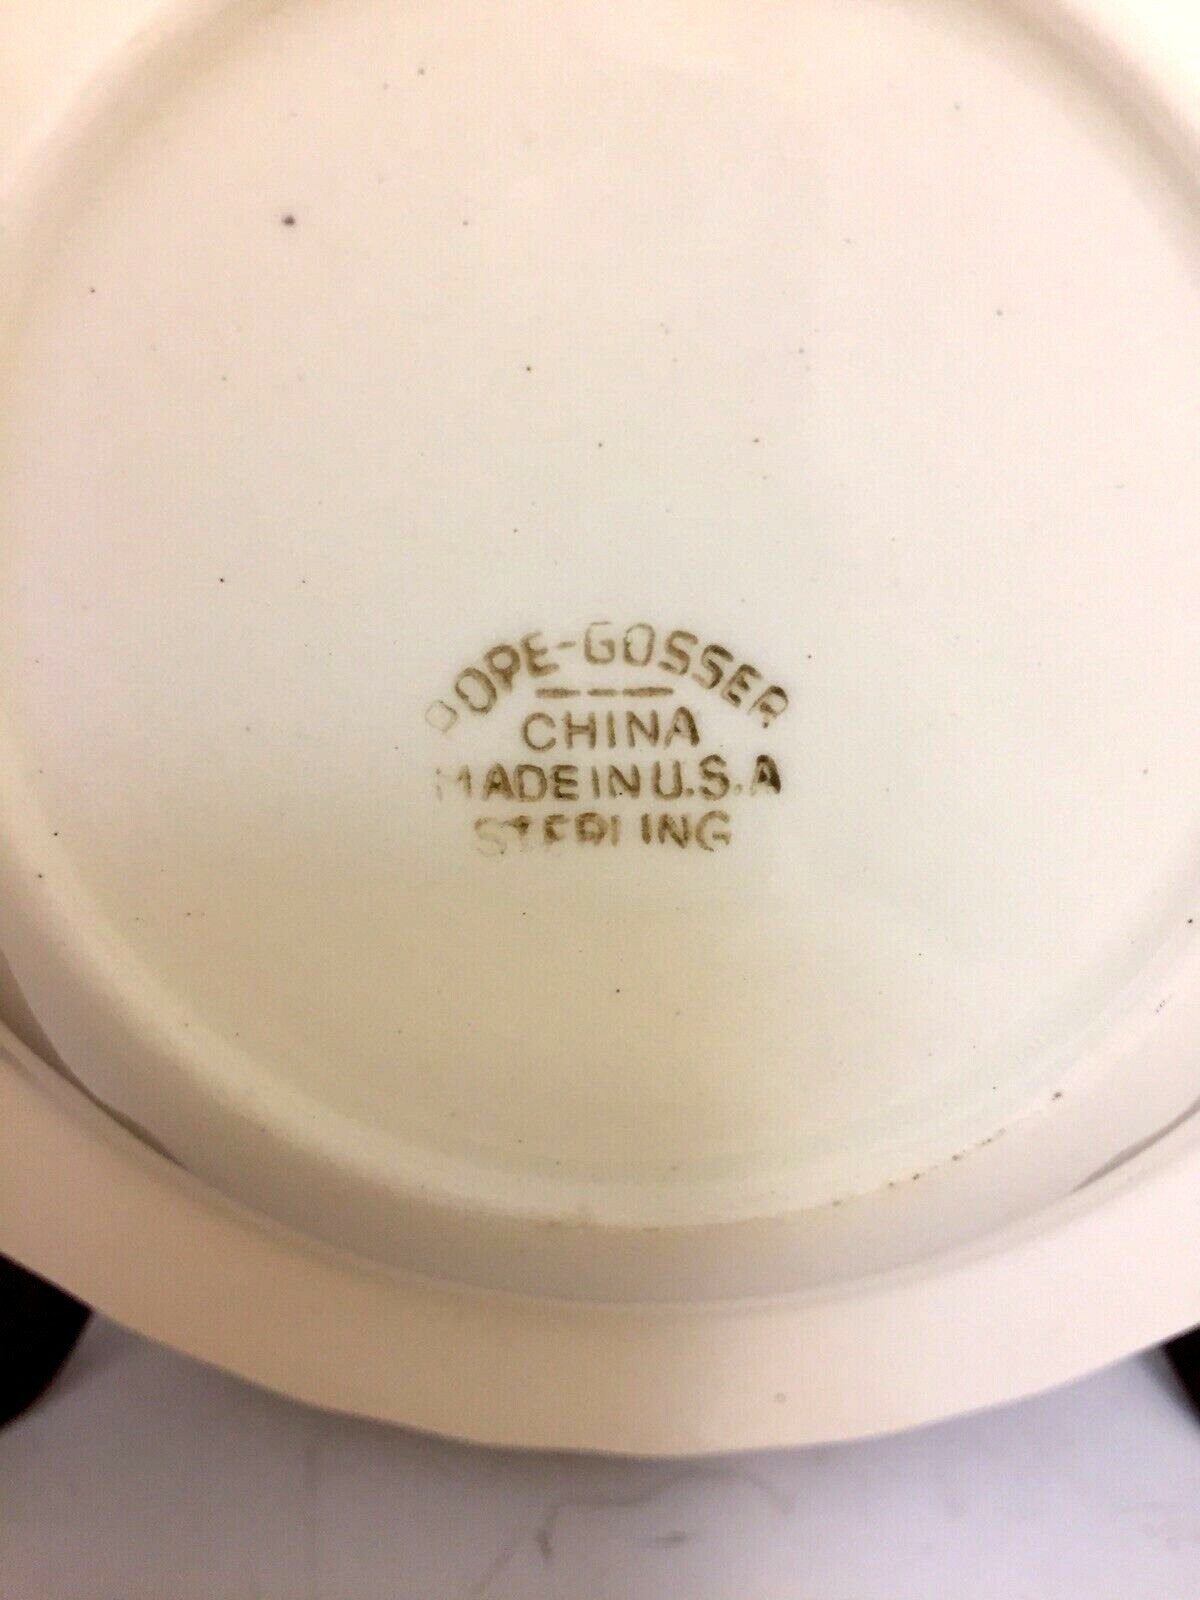 POPE-GOSSER
CHINA
MADE IN U.S.A
STERLING